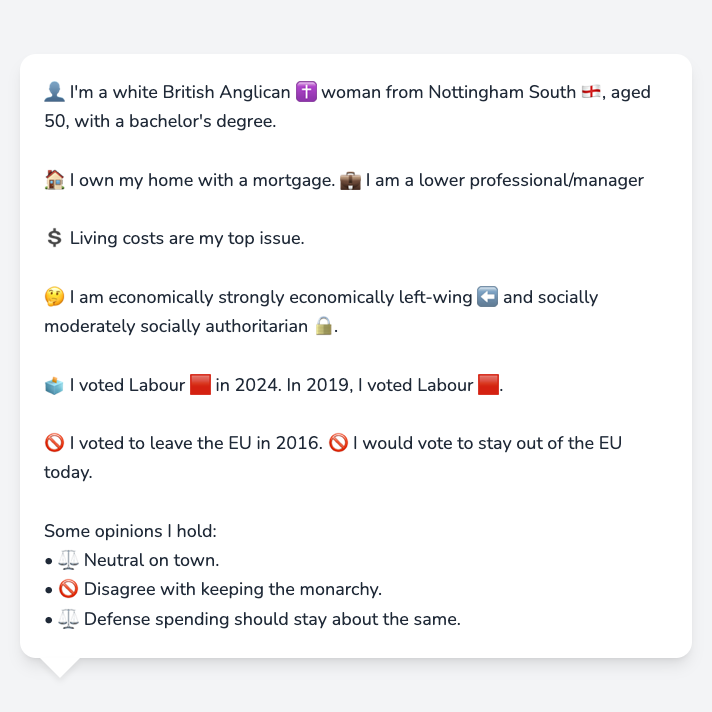 👤 I'm a white British Anglican ✝️ woman from Nottingham South 🏴󠁧󠁢󠁥󠁮󠁧󠁿, aged
50, with a bachelor's degree.
🏠 I own my home with a mortgage. 💼 I am a lower professional/manager
💲 Living costs are my top issue.
🤔 I am economically strongly economically left-wing ⬅️ and socially
moderately socially authoritarian 🔒.
🗳️ I voted Labour 🟥 in 2024. In 2019, I voted Labour 🟥.
🚫 I voted to leave the EU in 2016. 🚫 I would vote to stay out of the EU
today.
Some opinions I hold:
• ⚖️ Neutral on town.
• 🚫 Disagree with keeping the monarchy.
• ⚖️ Defense spending should stay about the same.